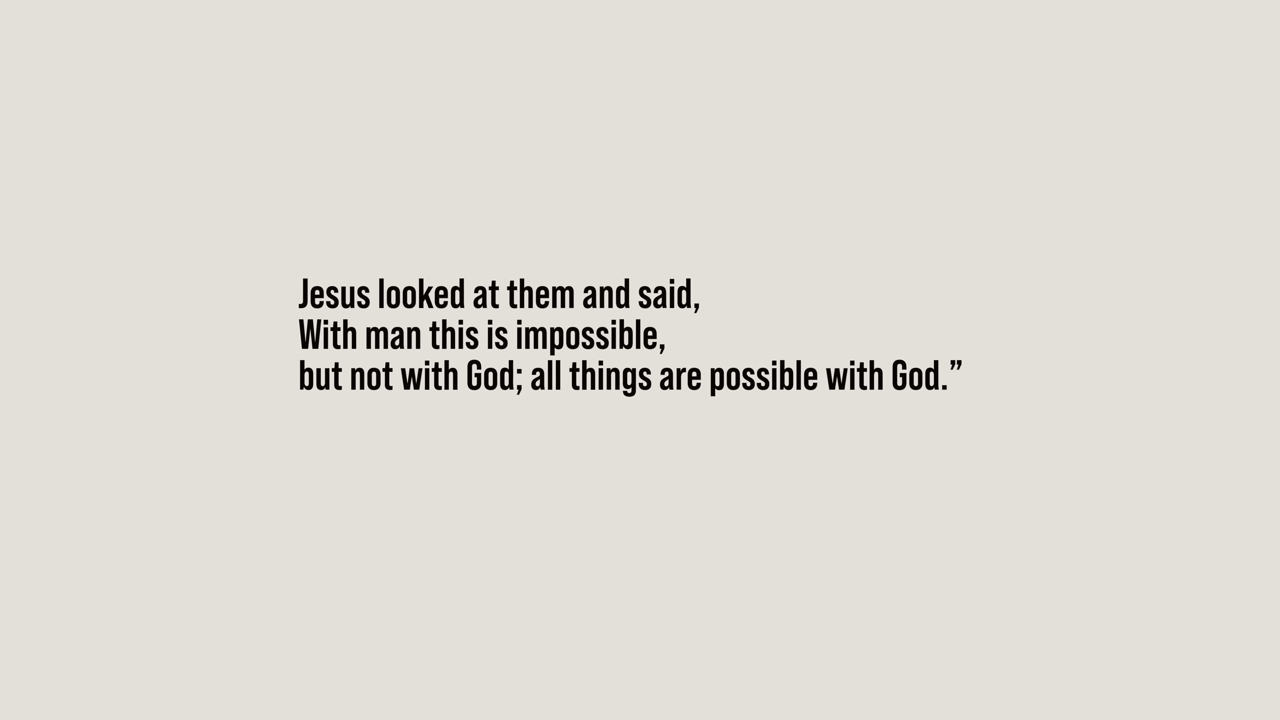 Jesus looked at them and said,
With man this is impossible,
but not with God; all things are possible with God.”